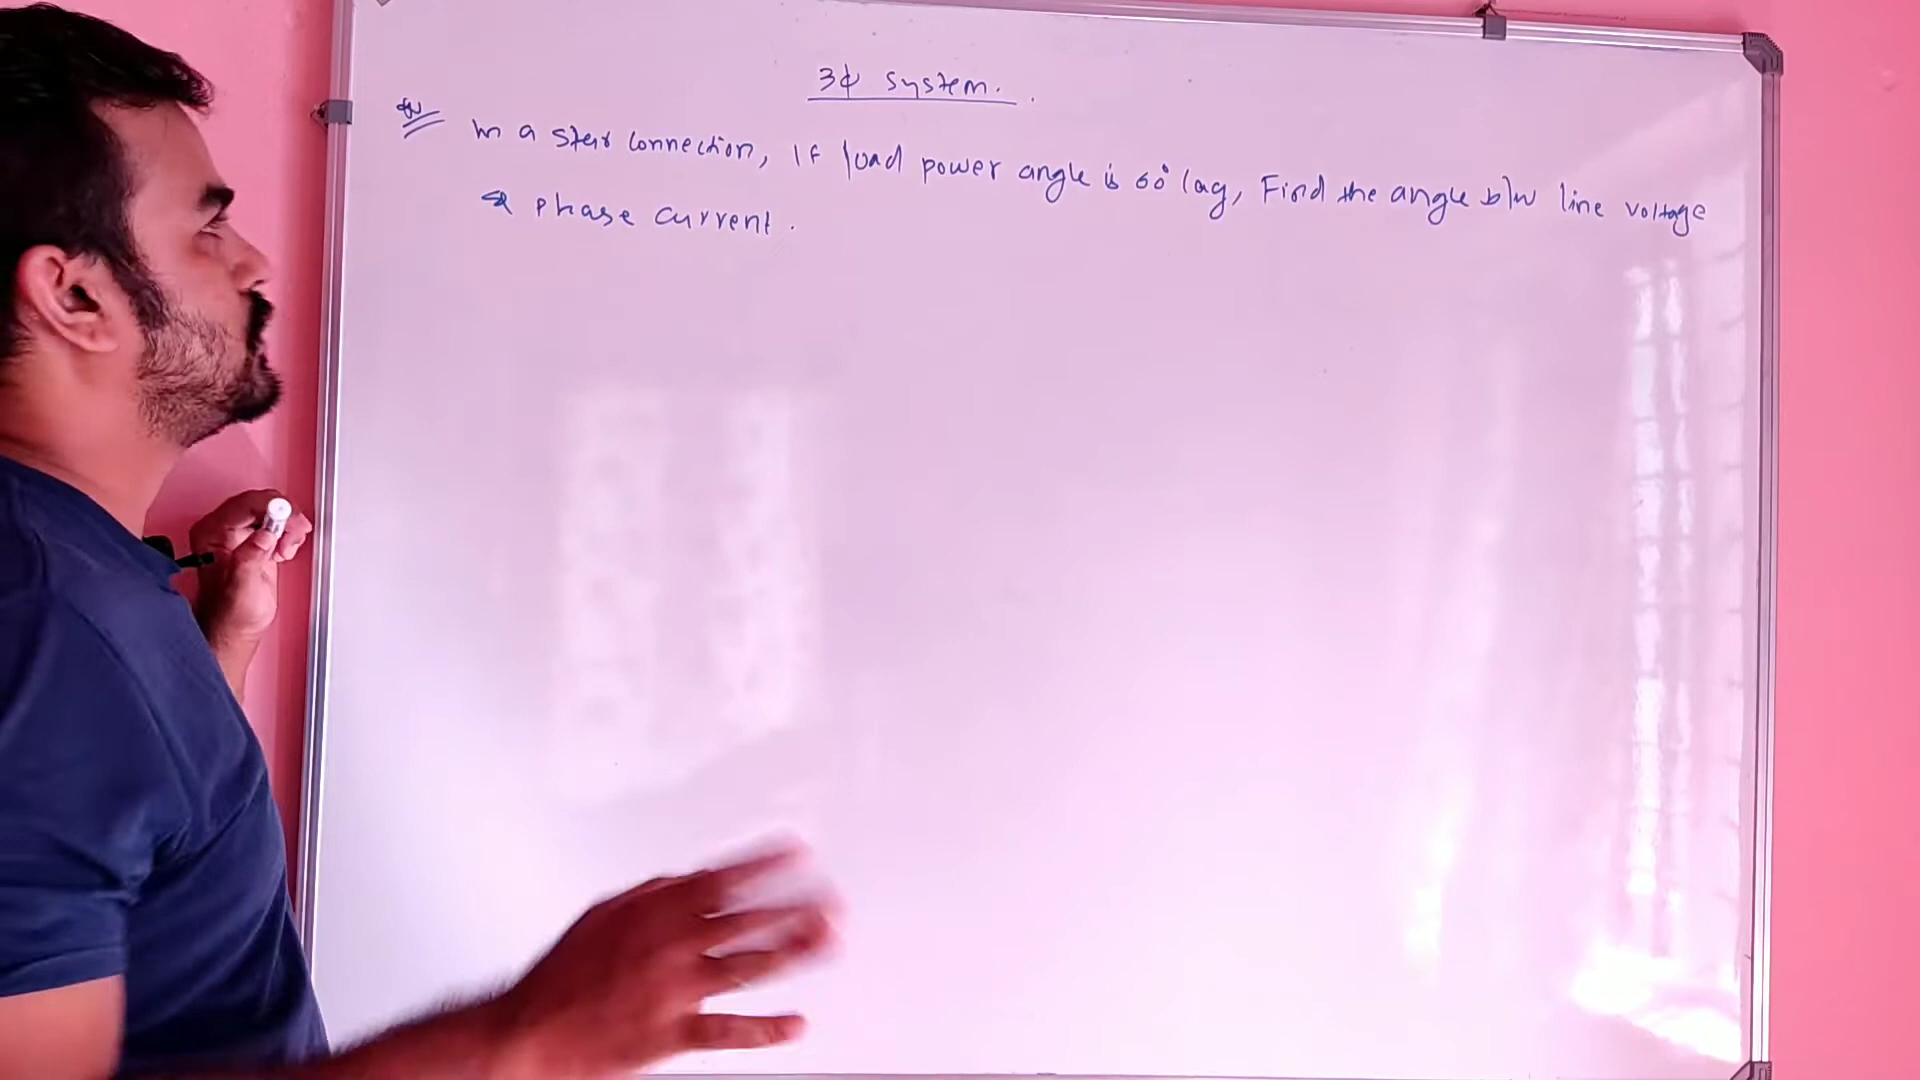 3ϕ system.
Q In a star connection, If load power angle is 60° lag, Find the angle b/w line voltage
& phase current.